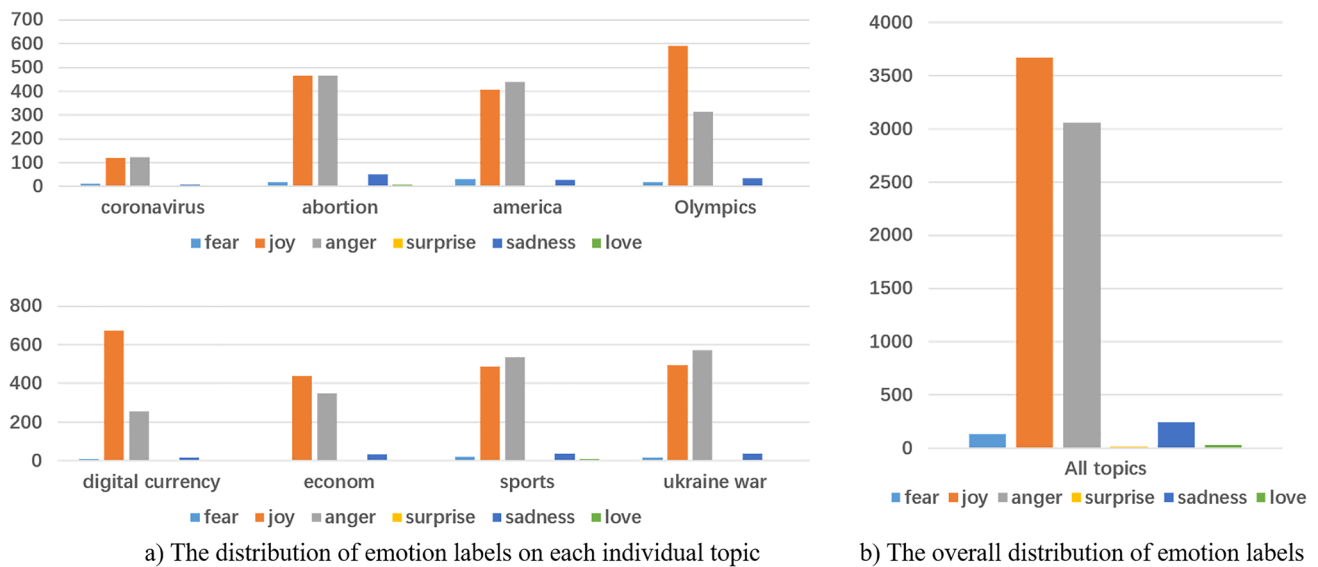 700
600
500
400
300
200
100
0
coronavirus abortion america Olympics
fear joy anger surprise sadness love
800
600
400
200
0
digital currency econom sports ukraine war
fear joy anger surprise sadness love
a) The distribution of emotion labels on each individual topic
4000
3500
3000
2500
2000
1500
1000
500
0
All topics
fear joy anger surprise sadness love
b) The overall distribution of emotion labels